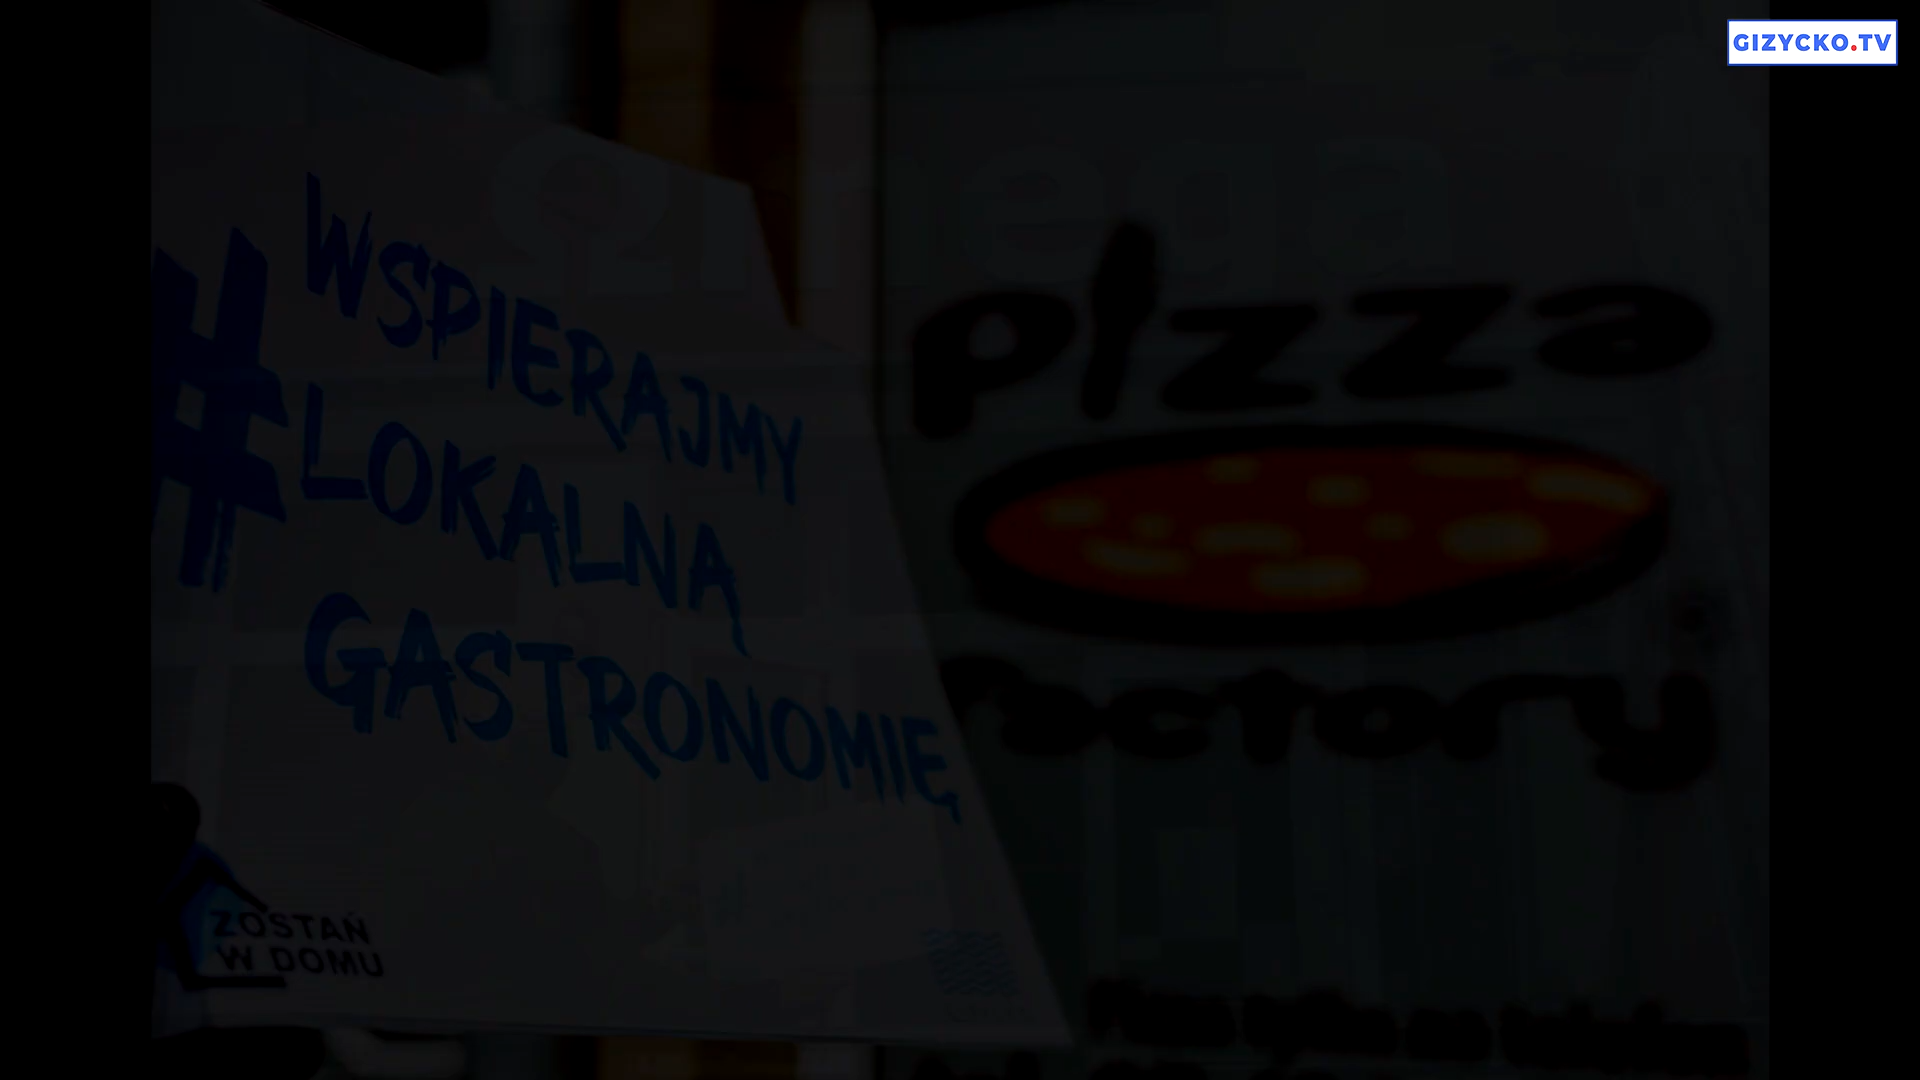 GIZYCKO.TV
#WSPIERAJMY
LOKALNĄ
GASTRONOMIĘ
ZOSTAŃ
W DOMU
pizza
factory